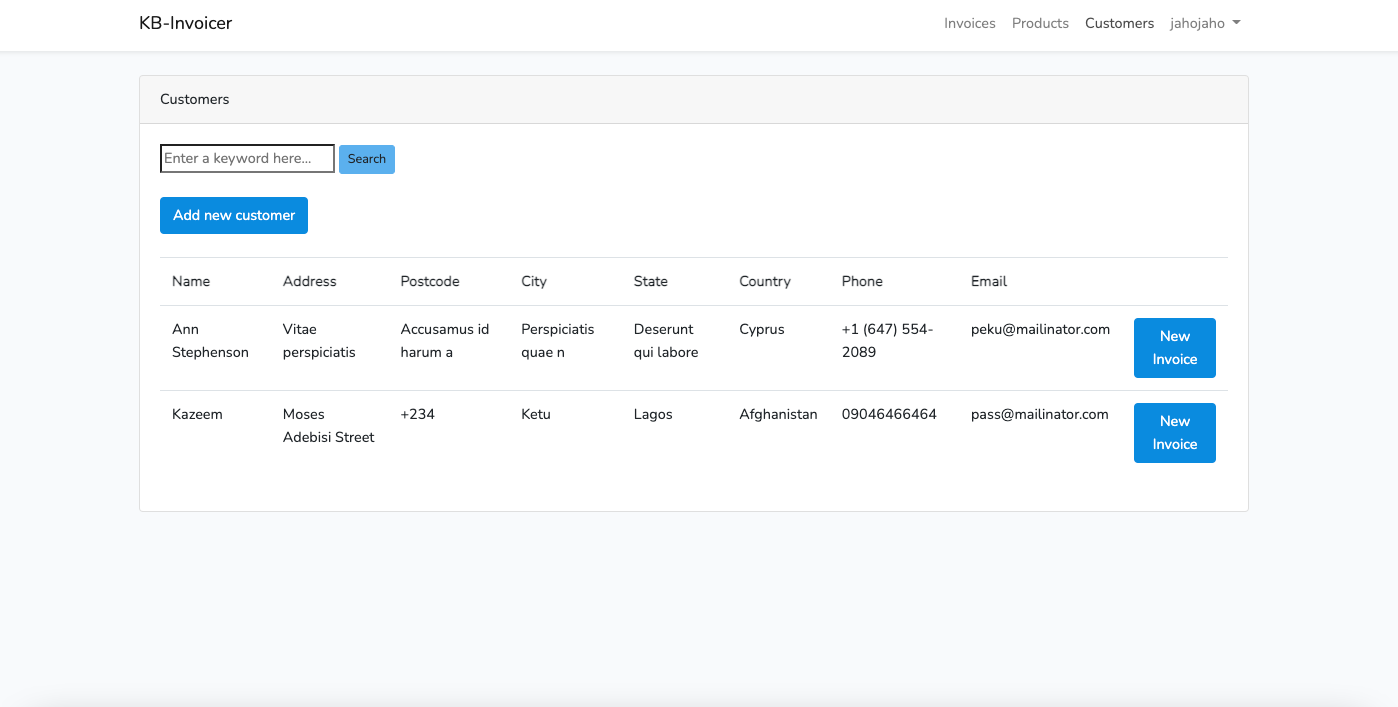 KB-Invoicer
Invoices Products Customers jahojaho
Customers
Enter a keyword here... Search
Add new customer
Name Address Postcode City State Country Phone Email
Ann Vitae Accusamus id Perspiciatis Deserunt Cyprus +1 (647) 554- peku@mailinator.com New
Stephenson perspiciatis harum a quae n qui labore 2089 Invoice
Kazeem Moses +234 Ketu Lagos Afghanistan 09046466464 pass@mailinator.com New
Adebisi Street Invoice